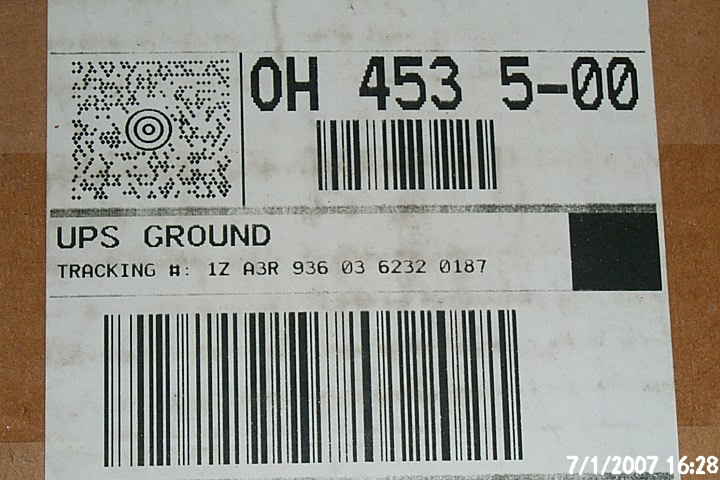 OH 453 5-00
UPS GROUND
TRACKING #: 1Z A3R 936 03 6232 0187
7/1/2007 16:28